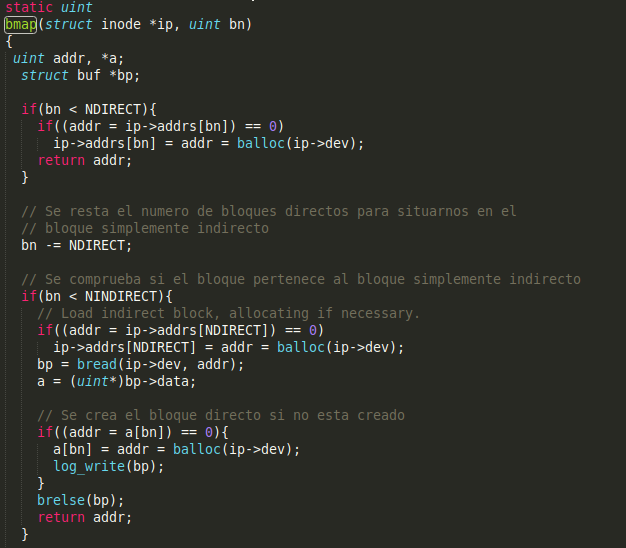 static uint
bmap(struct inode *ip, uint bn)
{
uint addr, *a;
struct buf *bp;
if(bn < NDIRECT){
if((addr = ip->addrs[bn]) == 0)
ip->addrs[bn] = addr = balloc(ip->dev);
return addr;
}
// Se resta el numero de bloques directos para situarnos en el
// bloque simplemente indirecto
bn -= NDIRECT;
// Se comprueba si el bloque pertenece al bloque simplemente indirecto
if(bn < NINDIRECT){
// Load indirect block, allocating if necessary.
if((addr = ip->addrs[NDIRECT]) == 0)
ip->addrs[NDIRECT] = addr = balloc(ip->dev);
bp = bread(ip->dev, addr);
a = (uint*)bp->data;
// Se crea el bloque directo si no esta creado
if((addr = a[bn]) == 0){
a[bn] = addr = balloc(ip->dev);
log_write(bp);
}
brelse(bp);
return addr;
}